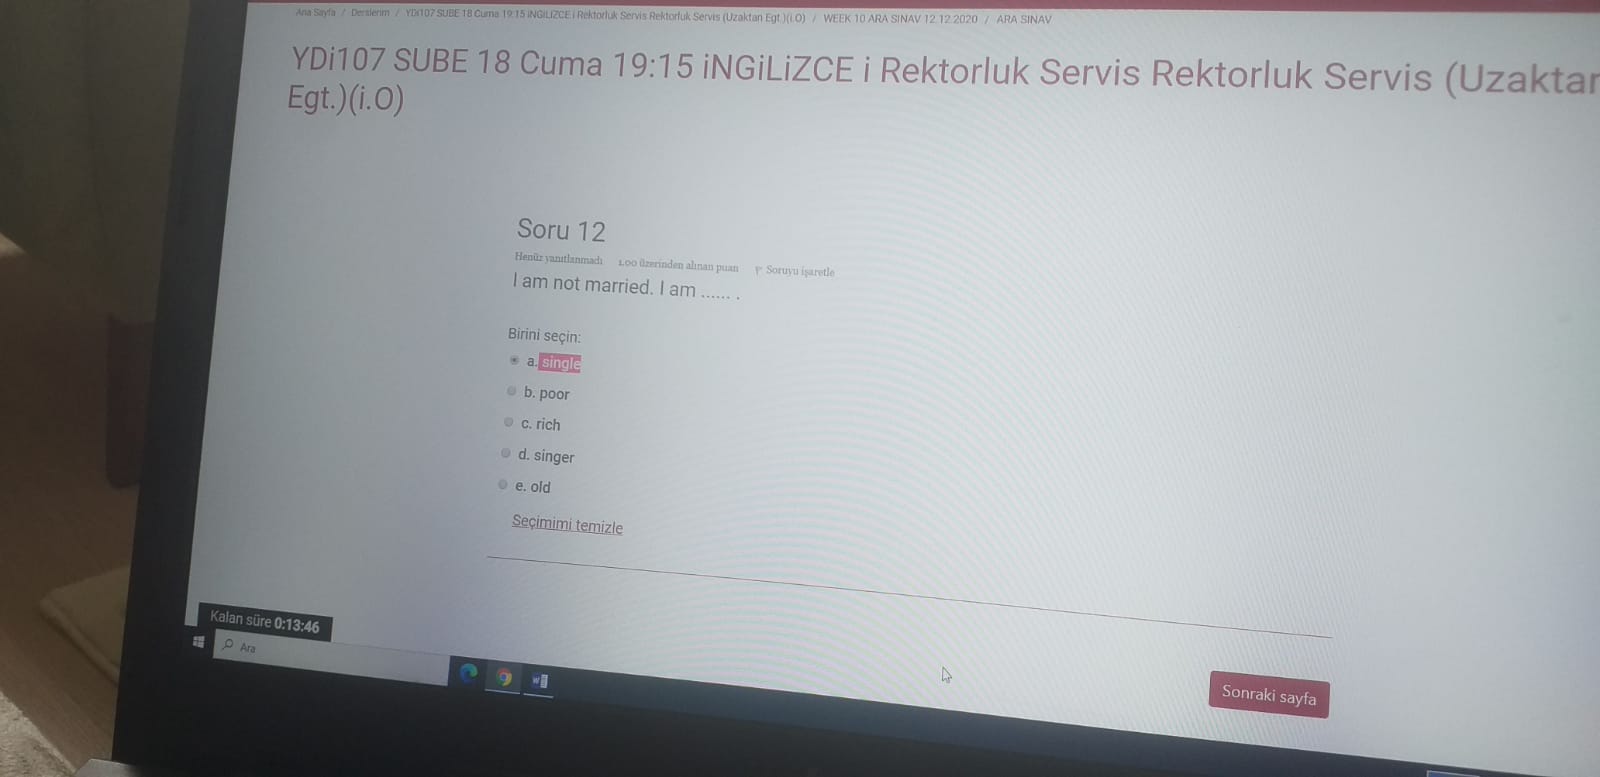 Ana Sayfa / Derslerim / YDi107 SUBE 18 Cuma 19:15 iNGiLiZCE i Rektorluk Servis Rektorluk Servis (Uzaktan Egt.)(i.O) / WEEK 10 ARA SINAV 12.12.2020 / ARA SINAV
YDi107 SUBE 18 Cuma 19:15 iNGiLiZCE i Rektorluk Servis Rektorluk Servis (Uzaktan
Egt.)(i.O)
Soru 12
Henüz yanıtlanmadı 1,00 üzerinden alınan puan Soruyu işaretle
I am not married. I am ...... .
Birini seçin:
a. single
b. poor
c. rich
d. singer
e. old
Seçimimi temizle
Kalan süre 0:13:46
Ara
Sonraki sayfa